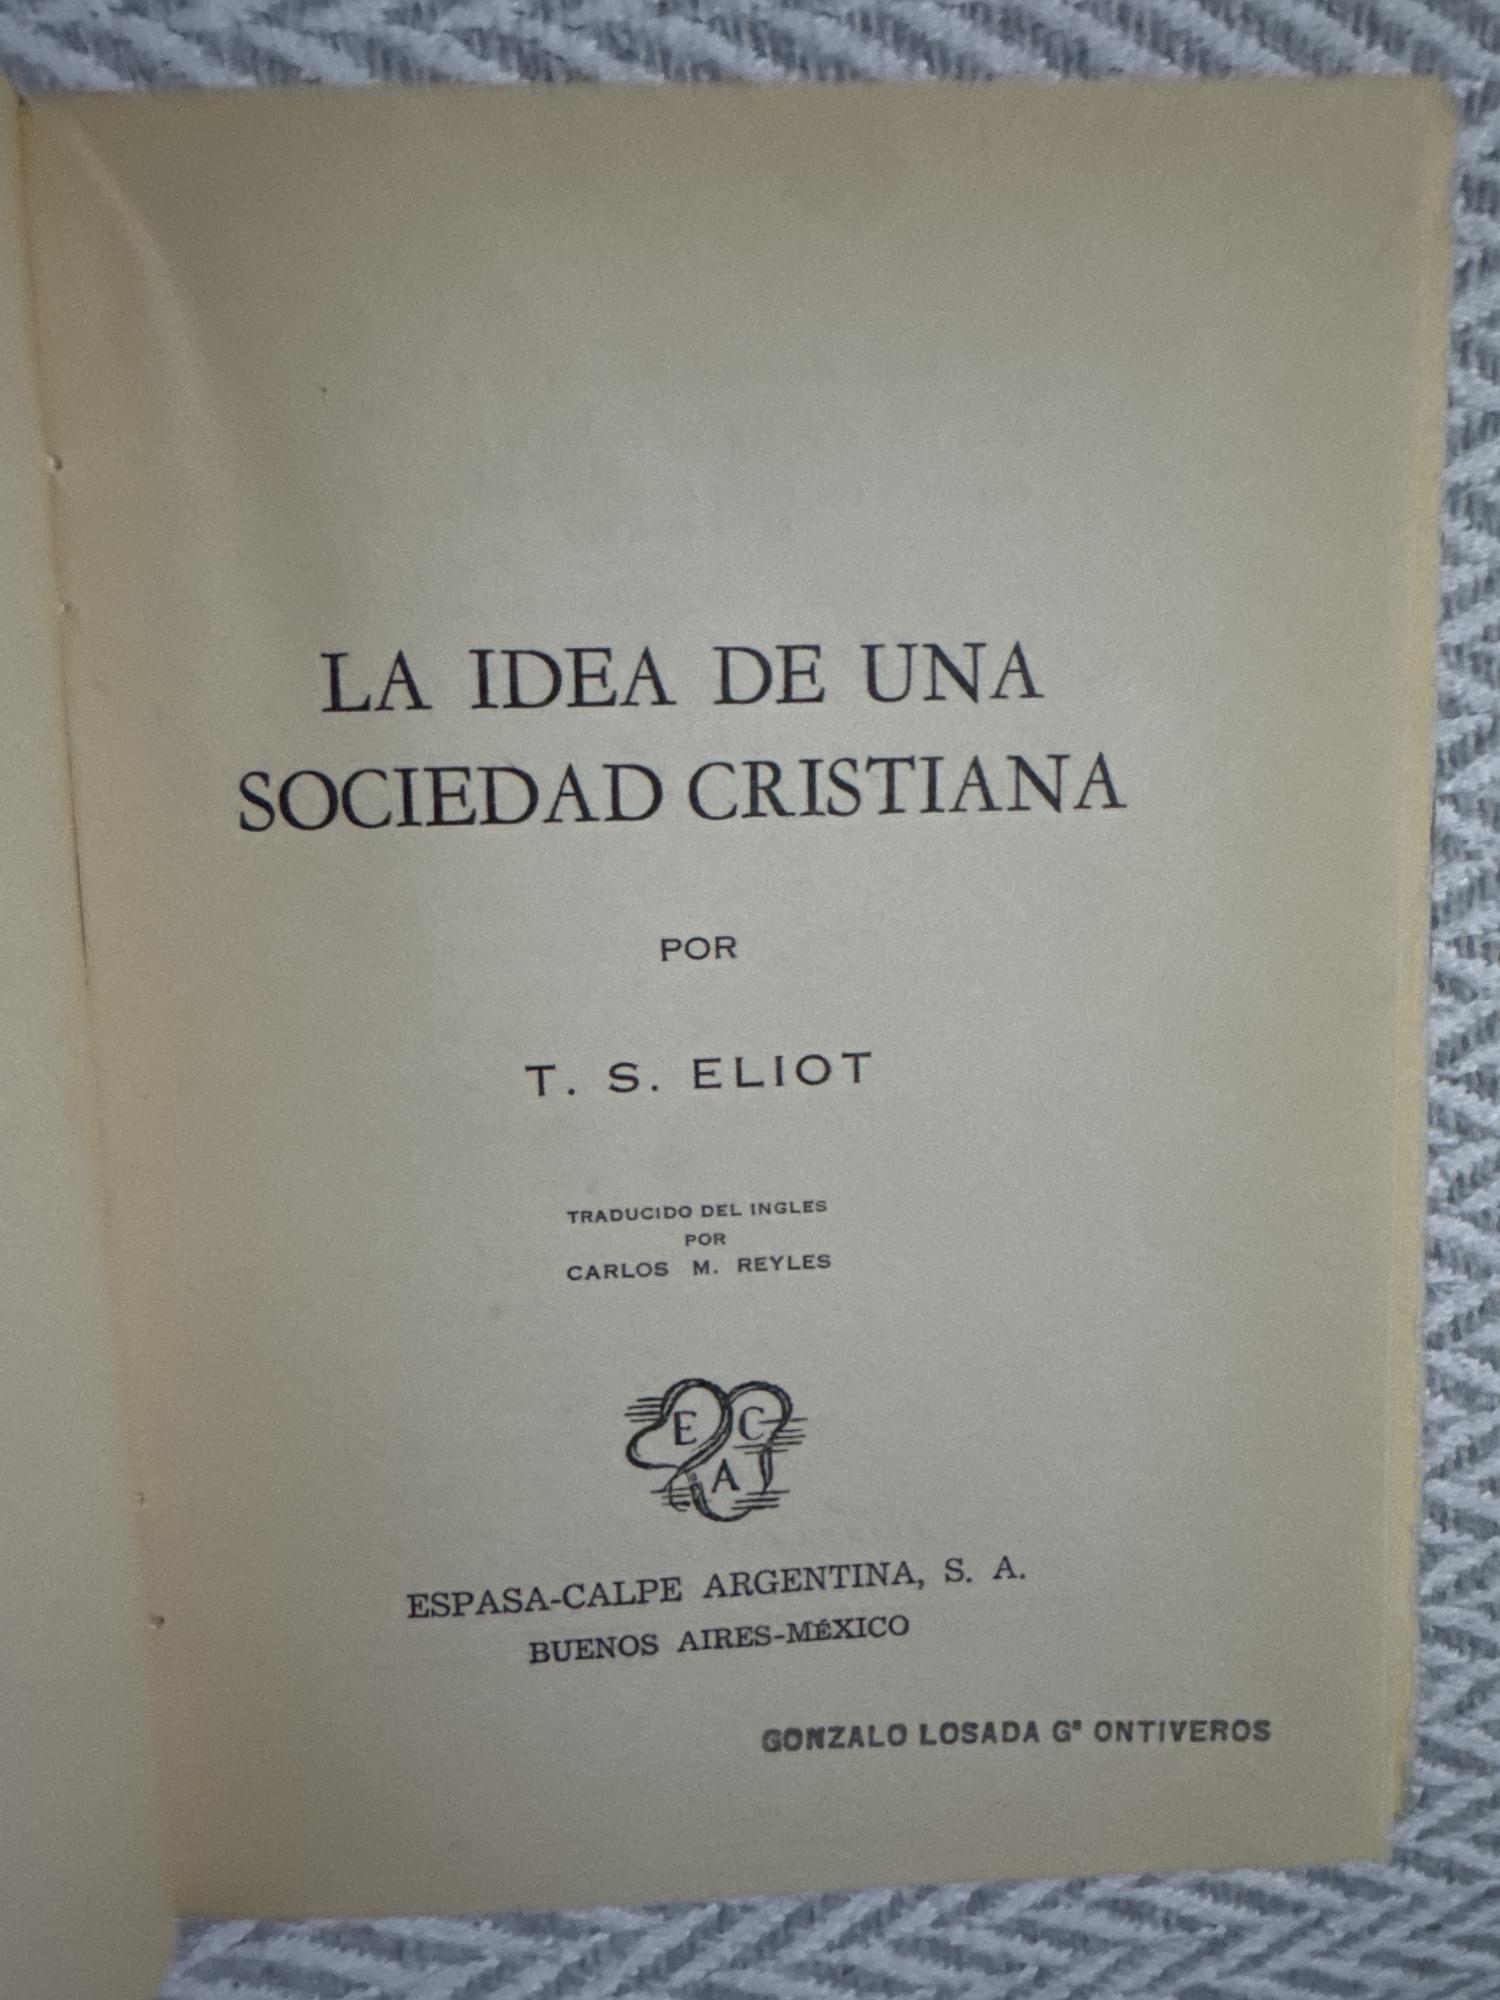 LA IDEA DE UNA
SOCIEDAD CRISTIANA
POR
T. S. ELIOT
TRADUCIDO DEL INGLES
POR
CARLOS M. REYLES
E C
A
ESPASA-CALPE ARGENTINA, S. A.
BUENOS AIRES-MÉXICO
GONZALO LOSADA Gª ONTIVEROS